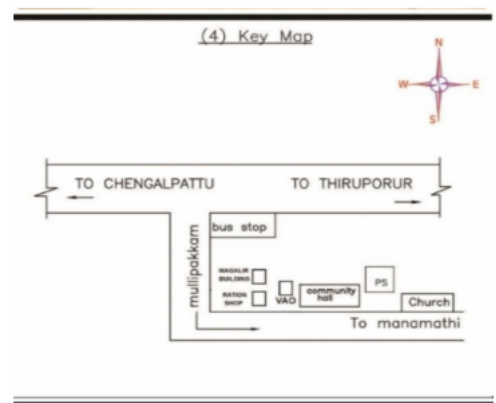 (4) Key Map
N
W
E
S
TO CHENGALPATTU
TO THIRUPORUR
mullipakkam
bus stop
MAGALIR
BUILDING
RATION
SHOP
VAO
community
hall
PS
Church
To manamathi